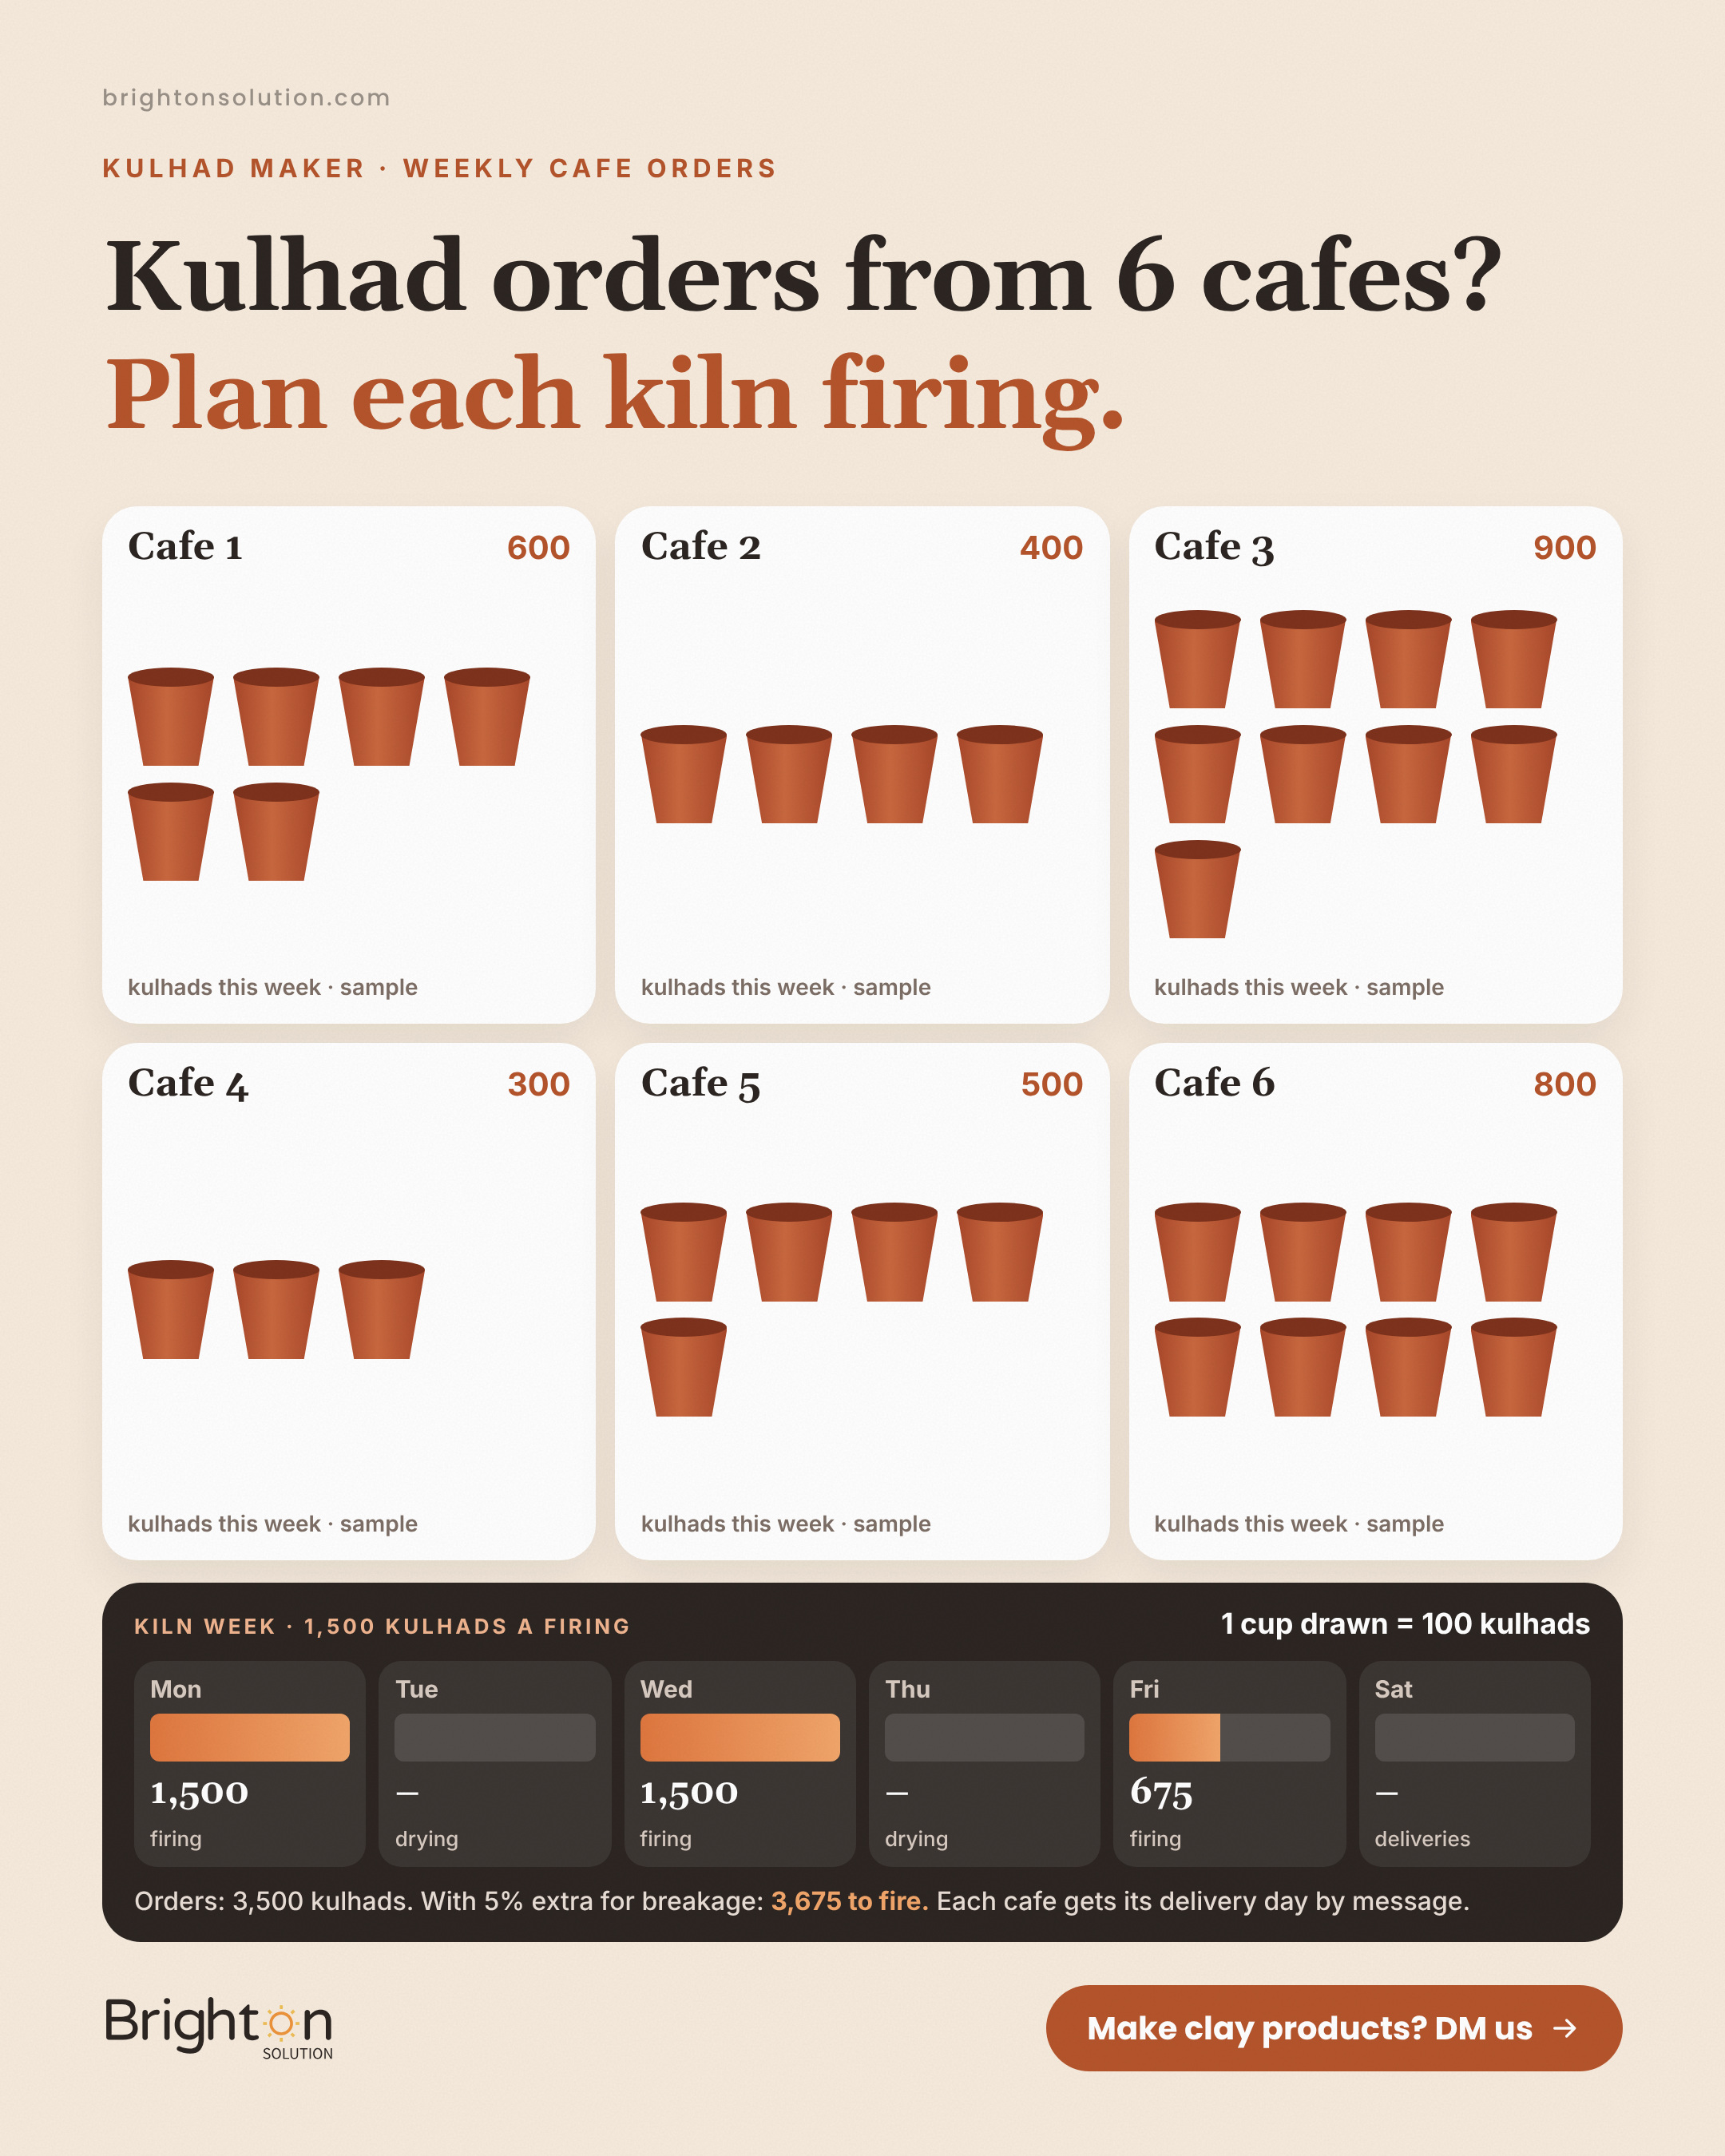 brightonsolution.com
KULHAD MAKER · WEEKLY CAFE ORDERS
Kulhad orders from 6 cafes?
Plan each kiln firing.
Cafe 1 600
kulhads this week · sample
Cafe 2 400
kulhads this week · sample
Cafe 3 900
kulhads this week · sample
Cafe 4 300
kulhads this week · sample
Cafe 5 500
kulhads this week · sample
Cafe 6 800
kulhads this week · sample
KILN WEEK · 1,500 KULHADS A FIRING
1 cup drawn = 100 kulhads
Mon
1,500
firing
Tue
–
drying
Wed
1,500
firing
Thu
–
drying
Fri
675
firing
Sat
–
deliveries
Orders: 3,500 kulhads. With 5% extra for breakage: 3,675 to fire. Each cafe gets its delivery day by message.
Brighton
SOLUTION
Make clay products? DM us →